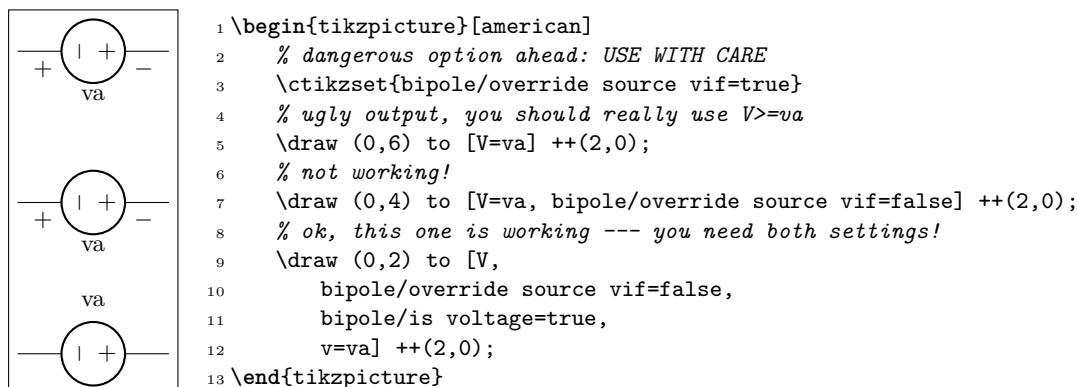 + − + −
va
+ − + −
va
va
− +
1 \begin{tikzpicture}[american]
2 % dangerous option ahead: USE WITH CARE
3 \ctikzset{bipole/override source vif=true}
4 % ugly output, you should really use V>=va
5 \draw (0,6) to [V=va] ++(2,0);
6 % not working!
7 \draw (0,4) to [V=va, bipole/override source vif=false] ++(2,0);
8 % ok, this one is working --- you need both settings!
9 \draw (0,2) to [V,
10 bipole/override source vif=false,
11 bipole/is voltage=true,
12 v=va] ++(2,0);
13 \end{tikzpicture}